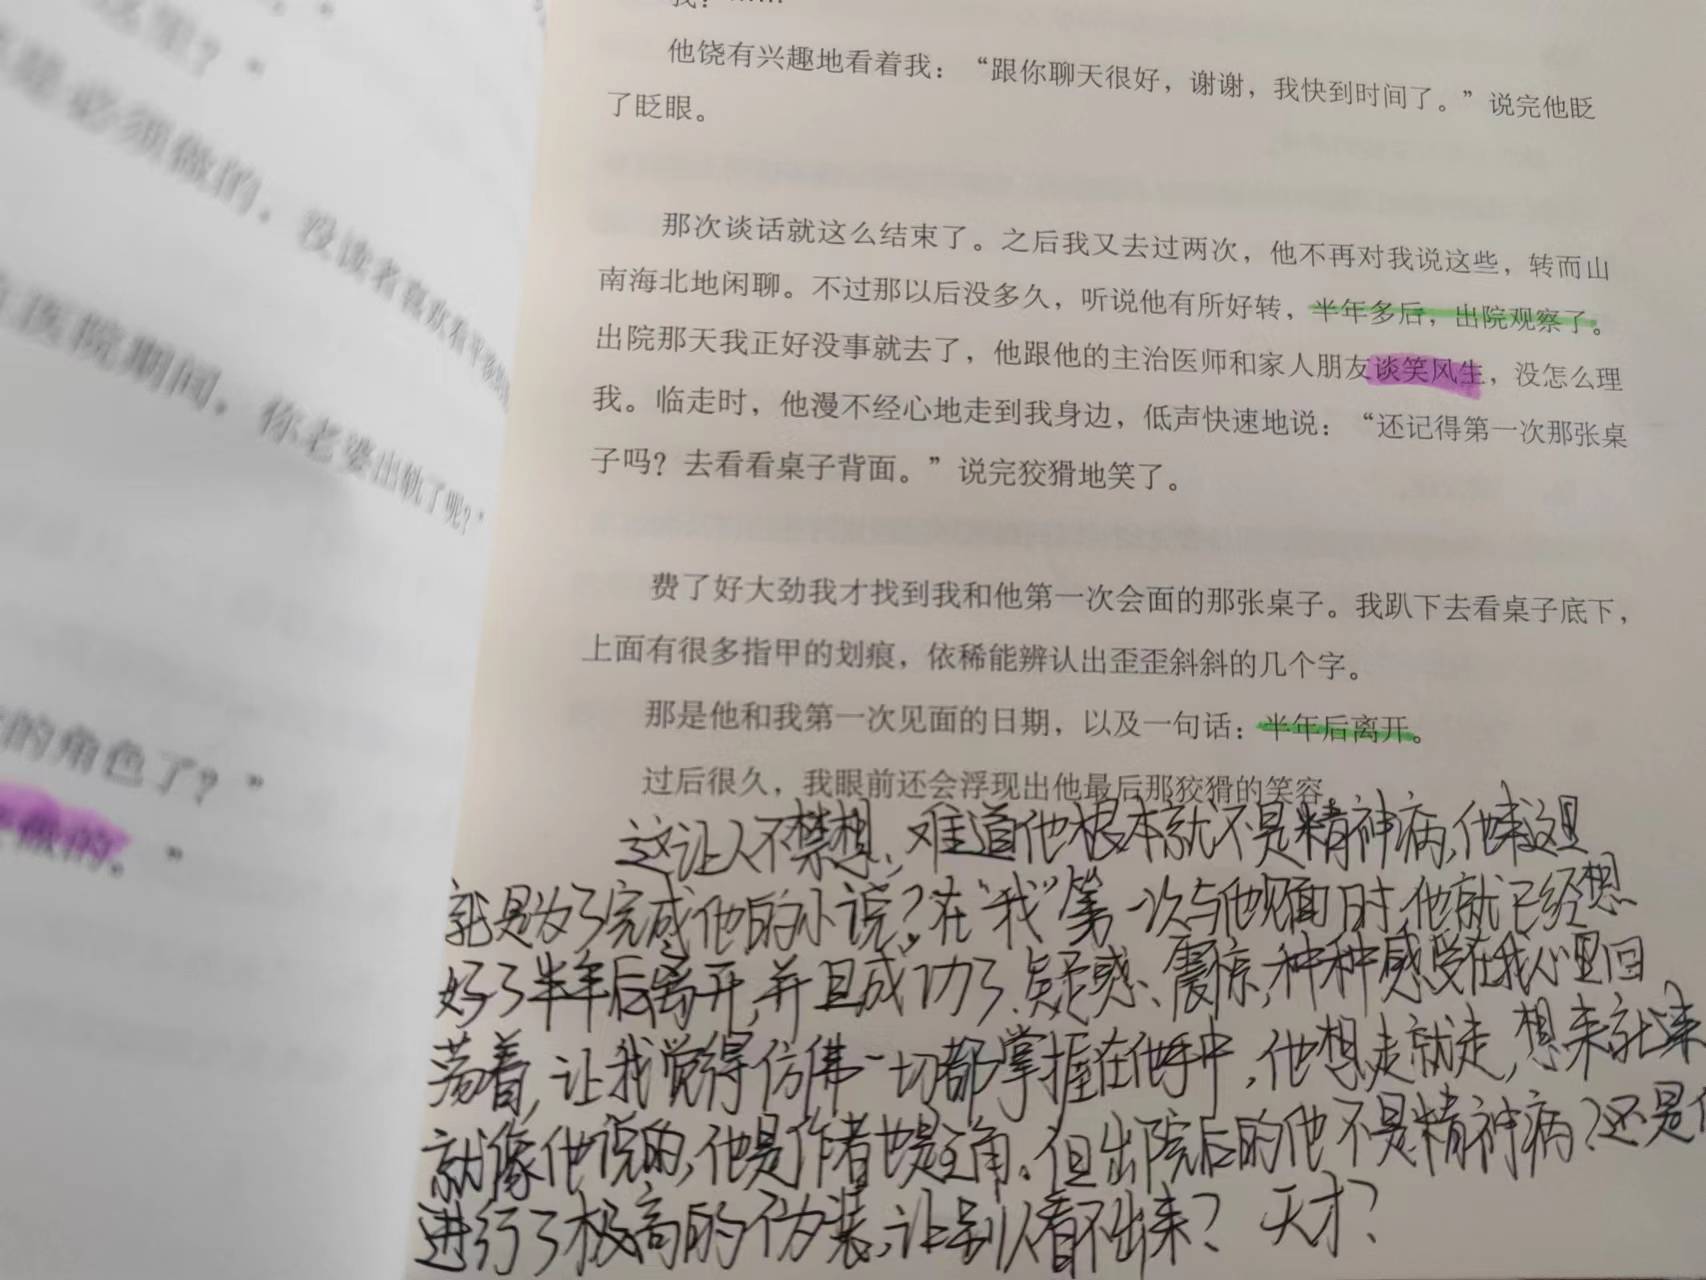 这里？”
必须做的，没读者喜欢看平
医院期间，你老婆出轨了呢？”
的角色了？”
做的。”
他饶有兴趣地看着我：“跟你聊天很好，谢谢，我快到时间了。”说完他眨
了眨眼。
那次谈话就这么结束了。之后我又去过两次，他不再对我说这些，转而山
南海北地闲聊。不过那以后没多久，听说他有所好转，半年多后，出院观察了。
出院那天我正好没事就去了，他跟他的主治医师和家人朋友谈笑风生，没怎么理
我。临走时，他漫不经心地走到我身边，低声快速地说：“还记得第一次那张桌
子吗？去看看桌子背面。”说完狡猾地笑了。
费了好大劲我才找到我和他第一次会面的那张桌子。我趴下去看桌子底下，
上面有很多指甲的划痕，依稀能辨认出歪歪斜斜的几个字。
那是他和我第一次见面的日期，以及一句话：半年后离开。
过后很久，我眼前还会浮现出他最后那狡猾的笑容
这让人不禁想，难道他根本就不是精神病，他来这里
就是为了完成他的小说？在“我”第一次与他见面时，他就已经想
好了半年后离开，并且成功了。疑惑、震惊，种种感受在我心里回
荡着，让我觉得仿佛一切都掌握在他手中，他想走就走，想来就来
就像他说的，他是作者也是主角。但出院后的他不是精神病？还是
进行了极高的伪装，让别人看不出来？天才？